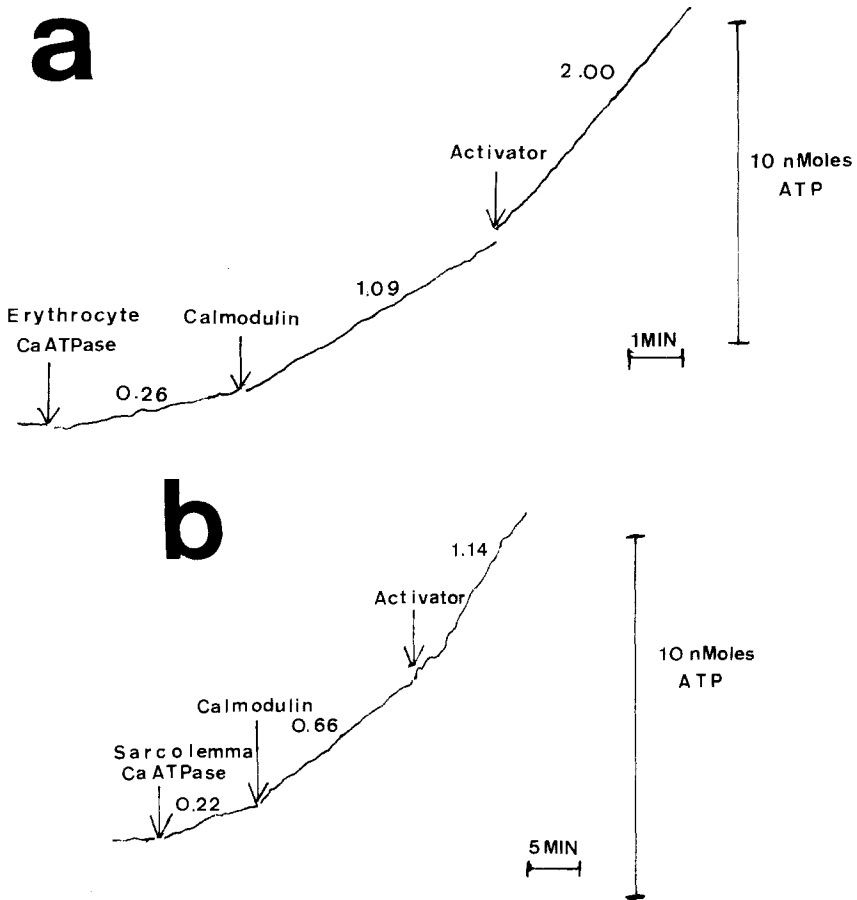 a
2.00
Activator
10 nMoles
ATP
1.09
1MIN
Erythrocyte
CaATPase
Calmodulin
0.26
b
1.14
Activator
10 nMoles
ATP
Calmodulin
0.66
Sarcolemma
CaATPase
0.22
5MIN